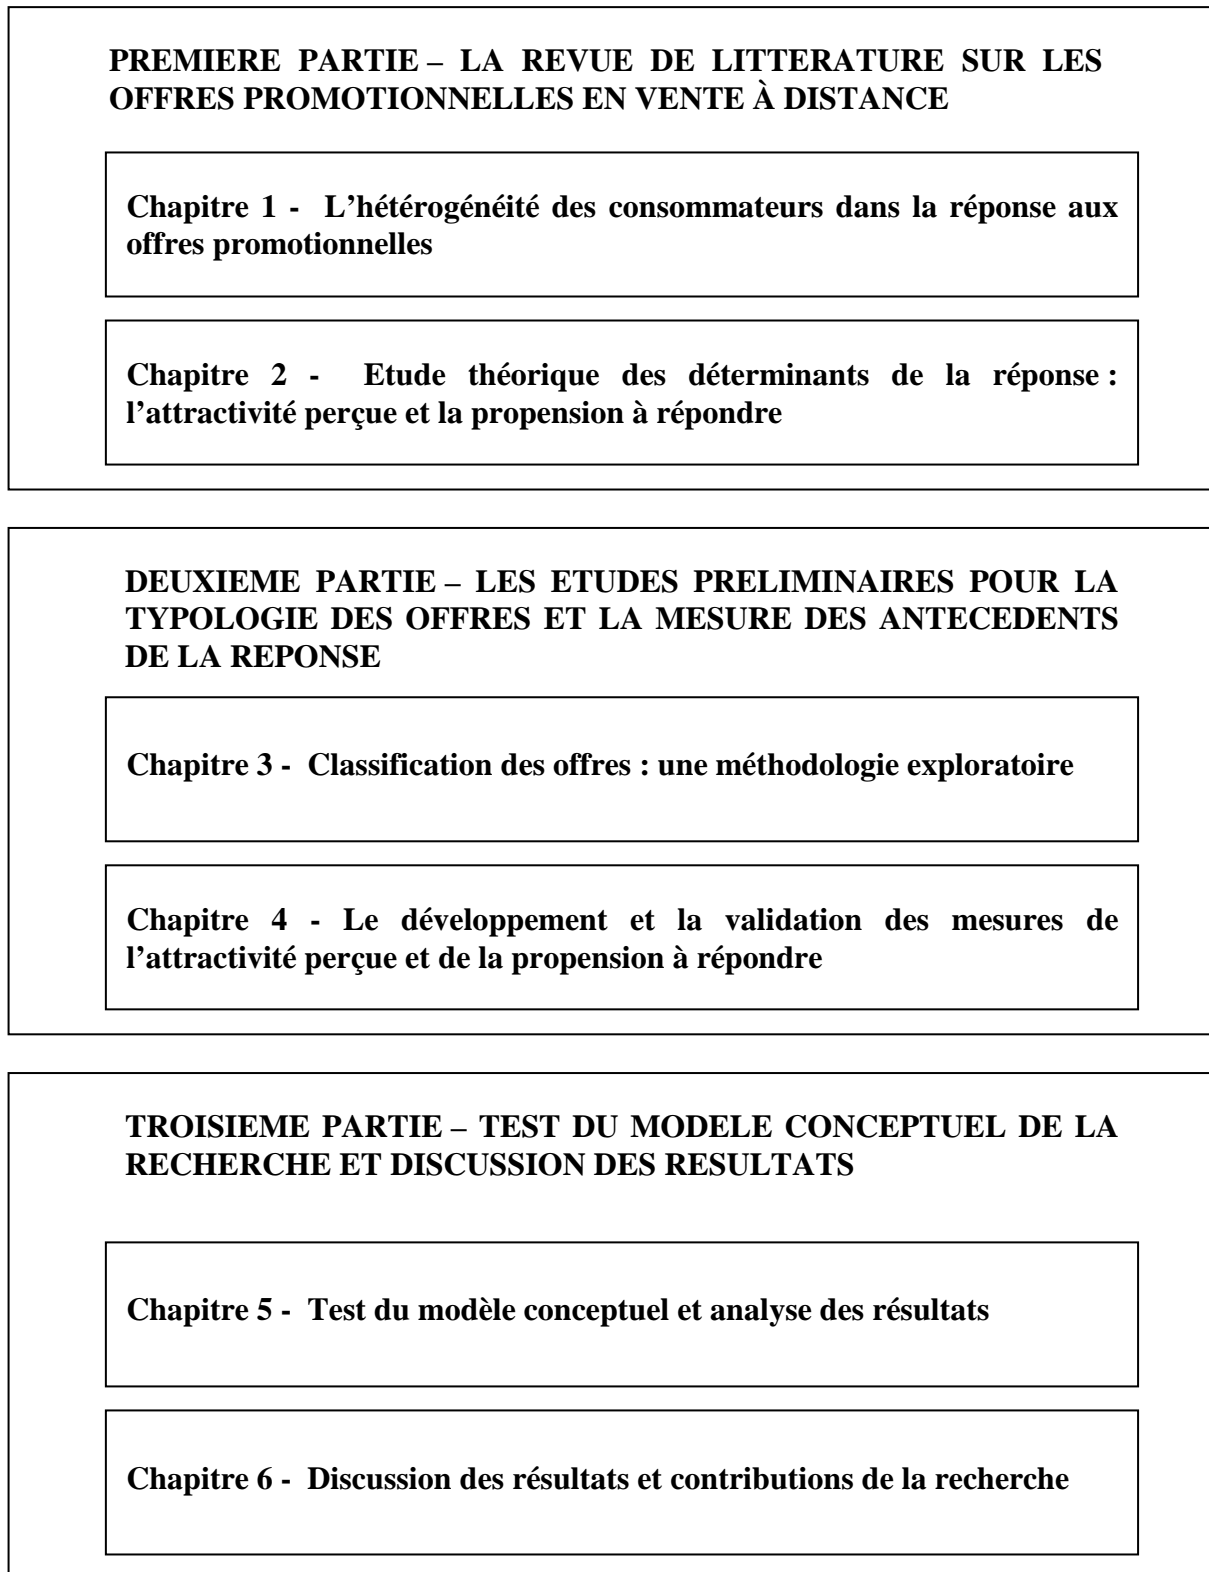 PREMIERE PARTIE – LA REVUE DE LITTERATURE SUR LES
OFFRES PROMOTIONNELLES EN VENTE À DISTANCE
Chapitre 1 - L’hétérogénéité des consommateurs dans la réponse aux
offres promotionnelles
Chapitre 2 - Etude théorique des déterminants de la réponse :
l’attractivité perçue et la propension à répondre
DEUXIEME PARTIE – LES ETUDES PRELIMINAIRES POUR LA
TYPOLOGIE DES OFFRES ET LA MESURE DES ANTECEDENTS
DE LA REPONSE
Chapitre 3 - Classification des offres : une méthodologie exploratoire
Chapitre 4 - Le développement et la validation des mesures de
l’attractivité perçue et de la propension à répondre
TROISIEME PARTIE – TEST DU MODELE CONCEPTUEL DE LA
RECHERCHE ET DISCUSSION DES RESULTATS
Chapitre 5 - Test du modèle conceptuel et analyse des résultats
Chapitre 6 - Discussion des résultats et contributions de la recherche